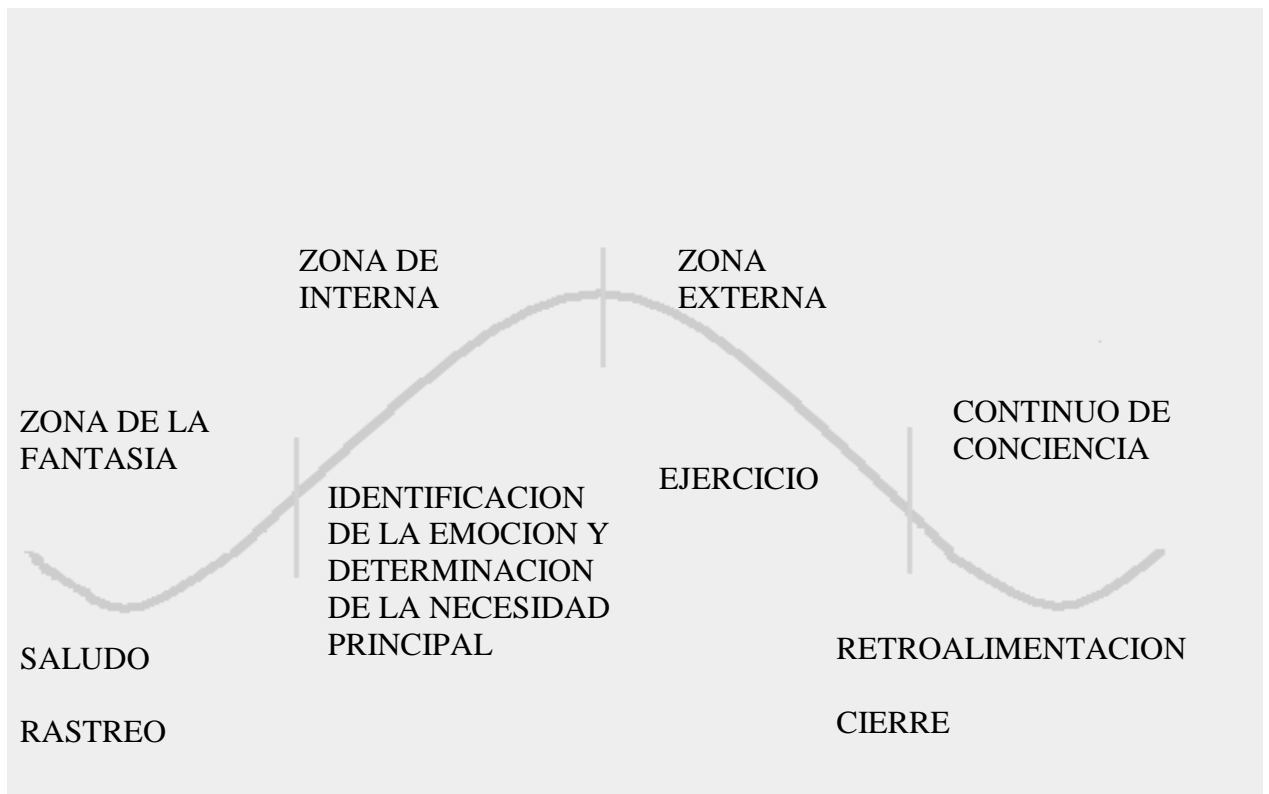 ZONA DE
INTERNA
ZONA
EXTERNA
ZONA DE LA
FANTASIA
CONTINUO DE
CONCIENCIA
IDENTIFICACION
DE LA EMOCION Y
DETERMINACION
DE LA NECESIDAD
PRINCIPAL
EJERCICIO
SALUDO
RASTREO
RETROALIMENTACION
CIERRE